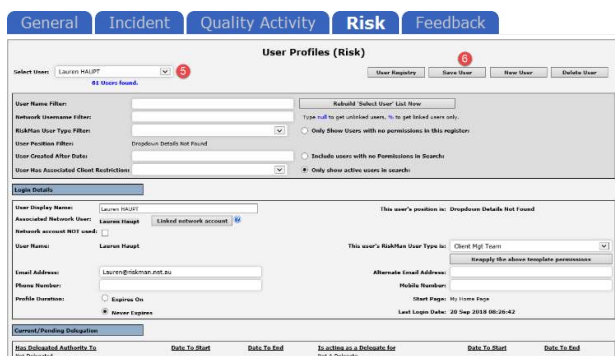 General Incident Quality Activity Risk Feedback
User Profiles (Risk)
6
Select User: Lauren HAUPT 5 User Registry Save User New User Delete User
61 Users found.
User Name Filter: Rebuild 'Select User' List Now
Network Username Filter: Type null to get unlinked users, % to get linked users only.
RiskMan User Type Filter: Only Show Users with no permissions in this register:
User Position Filter: Dropdown Details Not Found
User Created After Date: Include users with no Permissions in Search:
User Has Associated Client Restriction: Only show active users in search:
Login Details
User Display Name: Lauren HAUPT This user's position is: Dropdown Details Not Found
Associated Network User: Lauren Haupt Linked network account
Network account NOT used:
User Name: Lauren Haupt This user's RiskMan User Type is: Client Mgt Team
Reapply the above template permissions
Email Address: Lauren@riskman.net.au Alternate Email Address:
Phone Number: Mobile Number:
Profile Duration: Expires On Start Page: My Home Page
Never Expires Last Login Date: 20 Sep 2018 08:26:42
Current/Pending Delegation
Has Delegated Authority To Date To Start Date To End Is acting as a Delegate for Date To Start Date To End